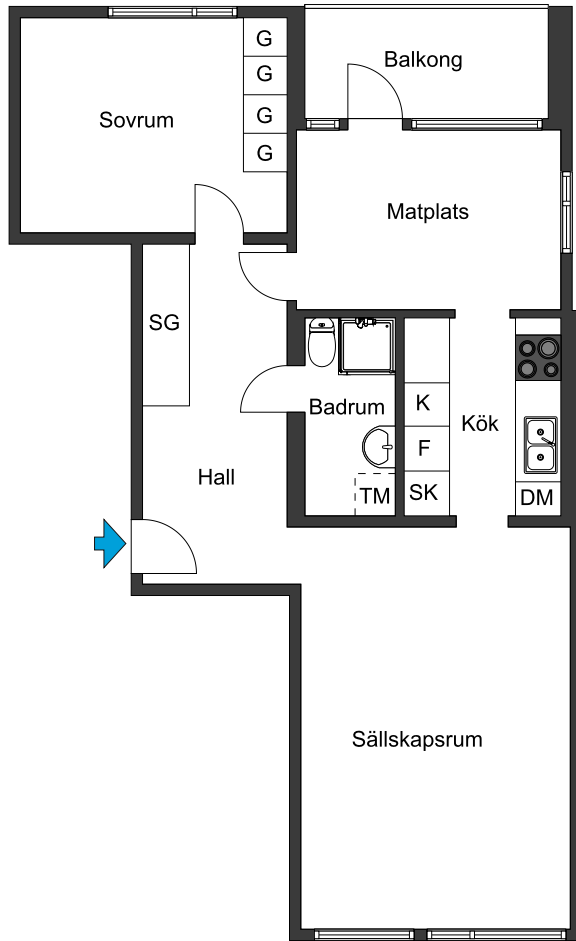 G
Balkong
G
G
Sovrum
G
Matplats
SG
K
Badrum
Kök
F
Hall
SK
TM
DM
Sällskapsrum